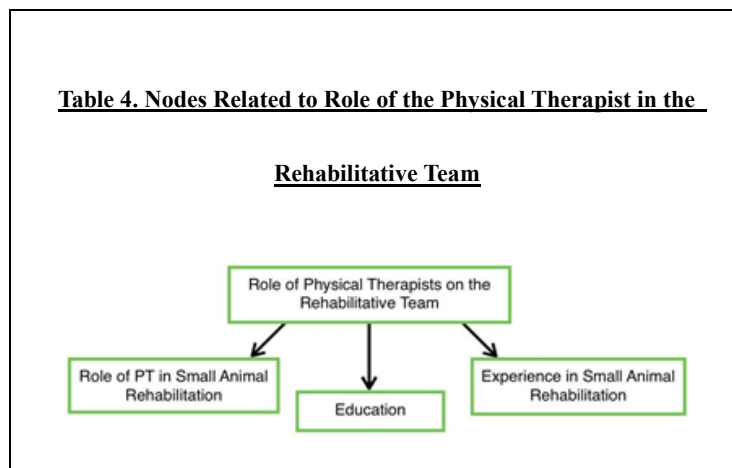 Table 4. Nodes Related to Role of the Physical Therapist in the
Rehabilitative Team
Role of Physical Therapists on the
Rehabilitative Team
Role of PT in Small Animal
Rehabilitation
Education
Experience in Small Animal
Rehabilitation